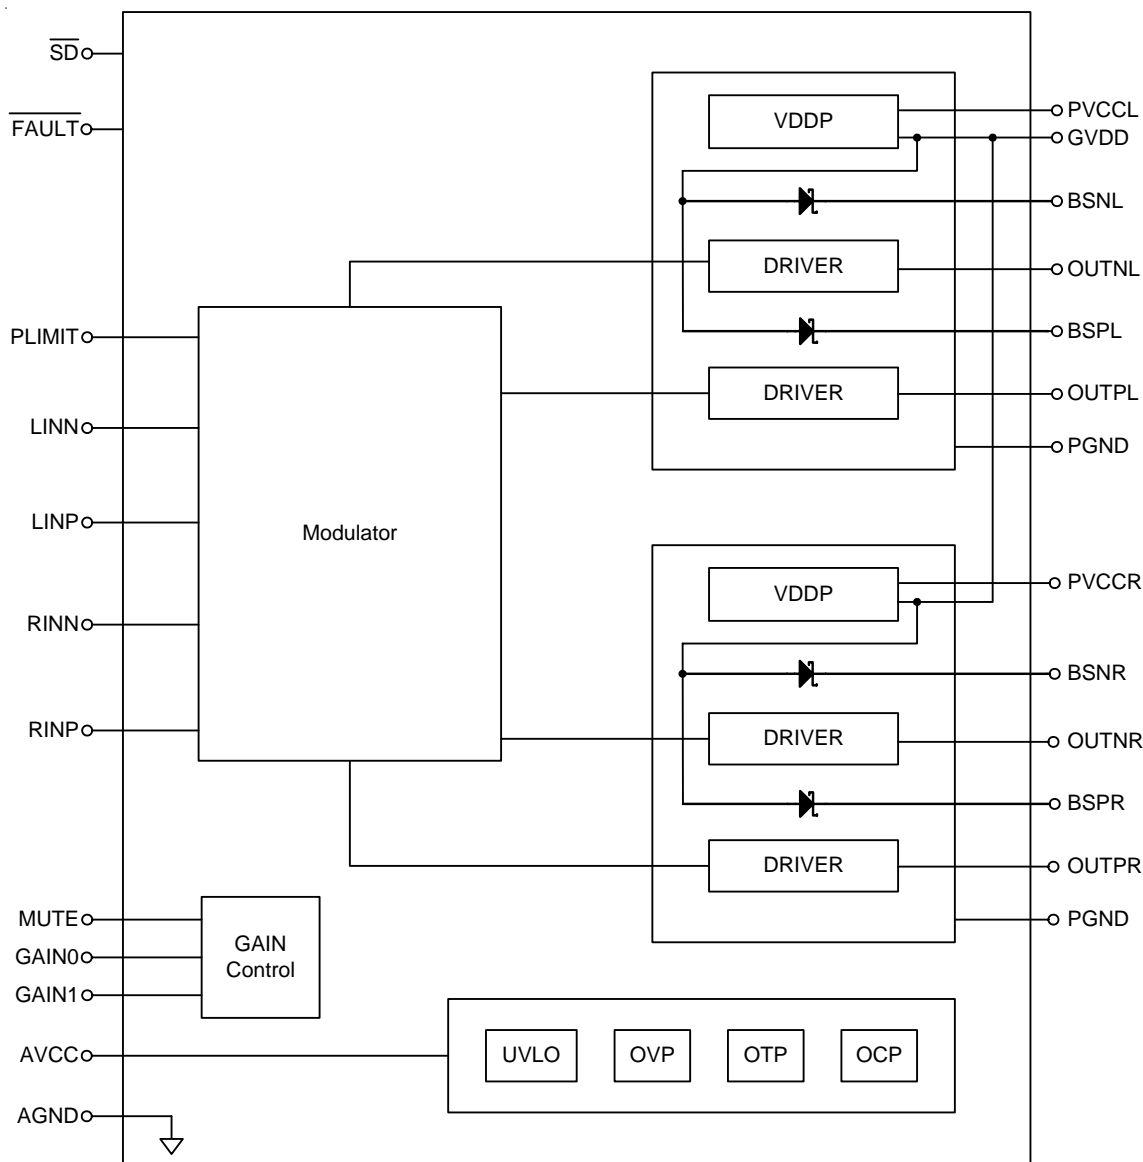 SD
FAULT
PLIMIT
LINN
LINP
RINN
RINP
MUTE
GAIN0
GAIN1
AVCC
AGND
Modulator
GAIN
Control
VDDP
DRIVER
DRIVER
VDDP
DRIVER
DRIVER
UVLO
OVP
OTP
OCP
PVCCL
GVDD
BSNL
OUTNL
BSPL
OUTPL
PGND
PVCCR
BSNR
OUTNR
BSPR
OUTPR
PGND